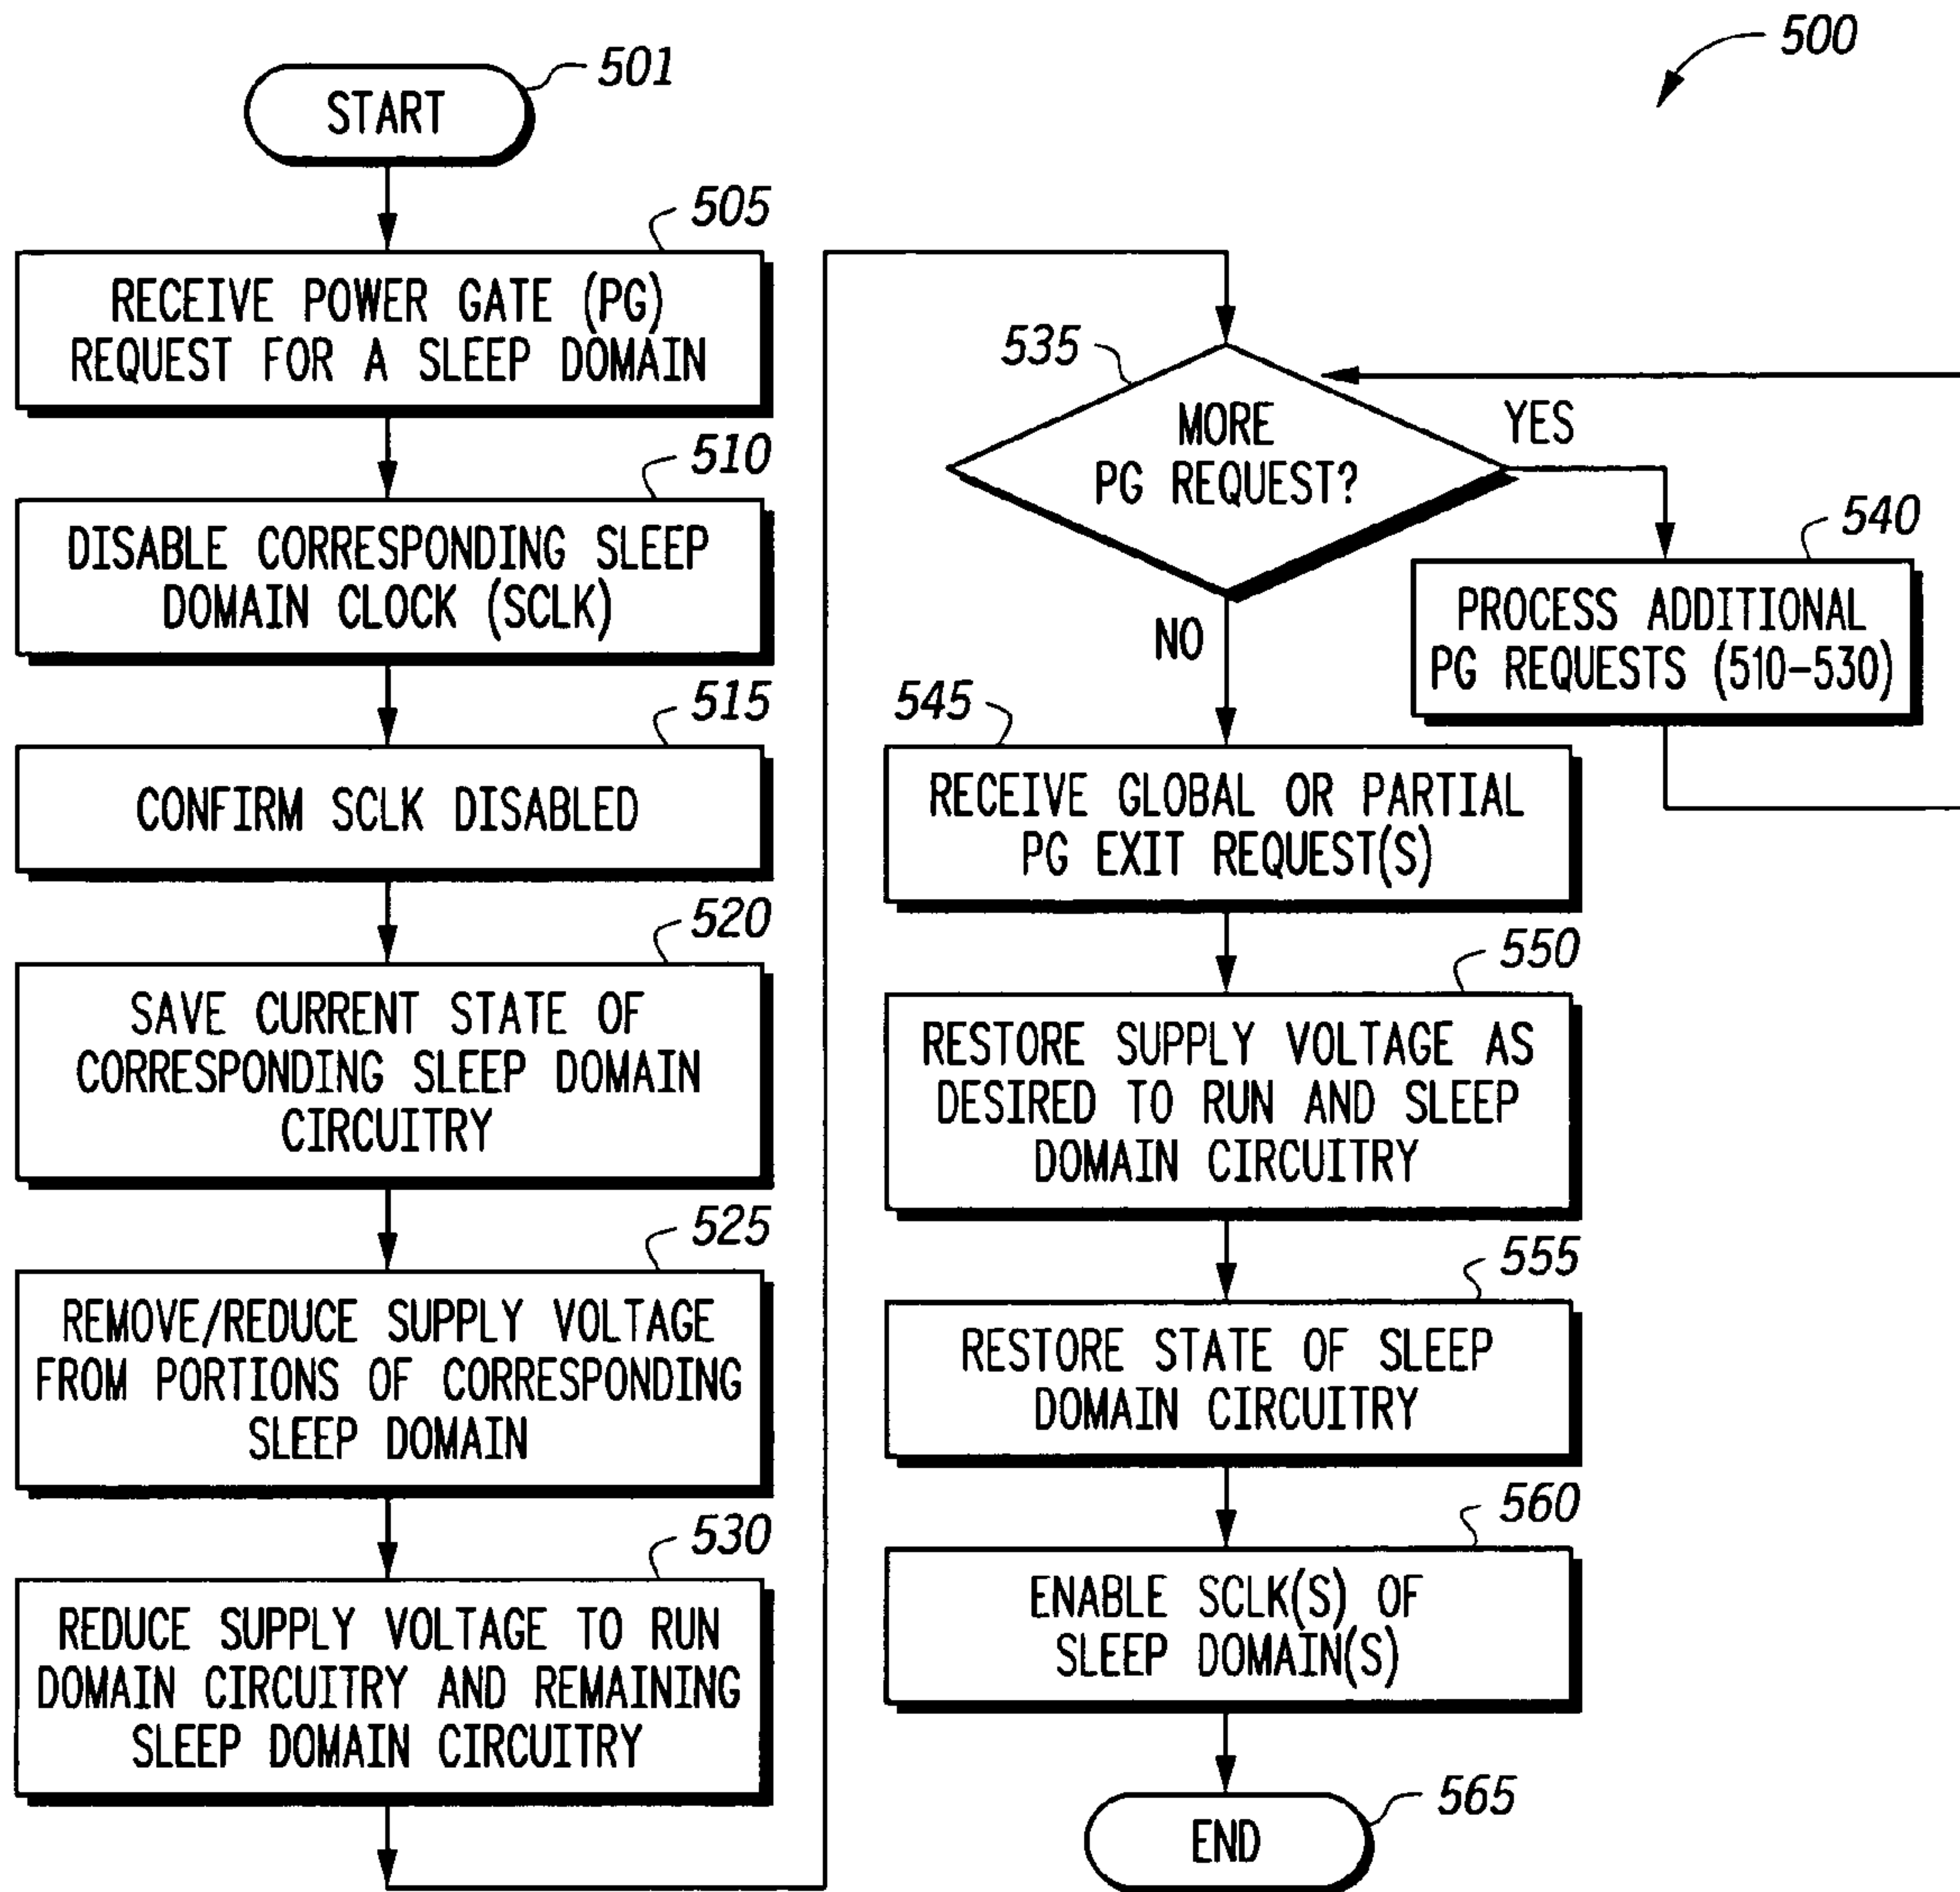 500
501
START
505
RECEIVE POWER GATE (PG)
REQUEST FOR A SLEEP DOMAIN
510
DISABLE CORRESPONDING SLEEP
DOMAIN CLOCK (SCLK)
515
CONFIRM SCLK DISABLED
520
SAVE CURRENT STATE OF
CORRESPONDING SLEEP DOMAIN
CIRCUITRY
525
REMOVE/REDUCE SUPPLY VOLTAGE
FROM PORTIONS OF CORRESPONDING
SLEEP DOMAIN
530
REDUCE SUPPLY VOLTAGE TO RUN
DOMAIN CIRCUITRY AND REMAINING
SLEEP DOMAIN CIRCUITRY
535
MORE
PG REQUEST?
YES
540
PROCESS ADDITIONAL
PG REQUESTS (510-530)
NO
545
RECEIVE GLOBAL OR PARTIAL
PG EXIT REQUEST(S)
550
RESTORE SUPPLY VOLTAGE AS
DESIRED TO RUN AND SLEEP
DOMAIN CIRCUITRY
555
RESTORE STATE OF SLEEP
DOMAIN CIRCUITRY
560
ENABLE SCLK(S) OF
SLEEP DOMAIN(S)
565
END